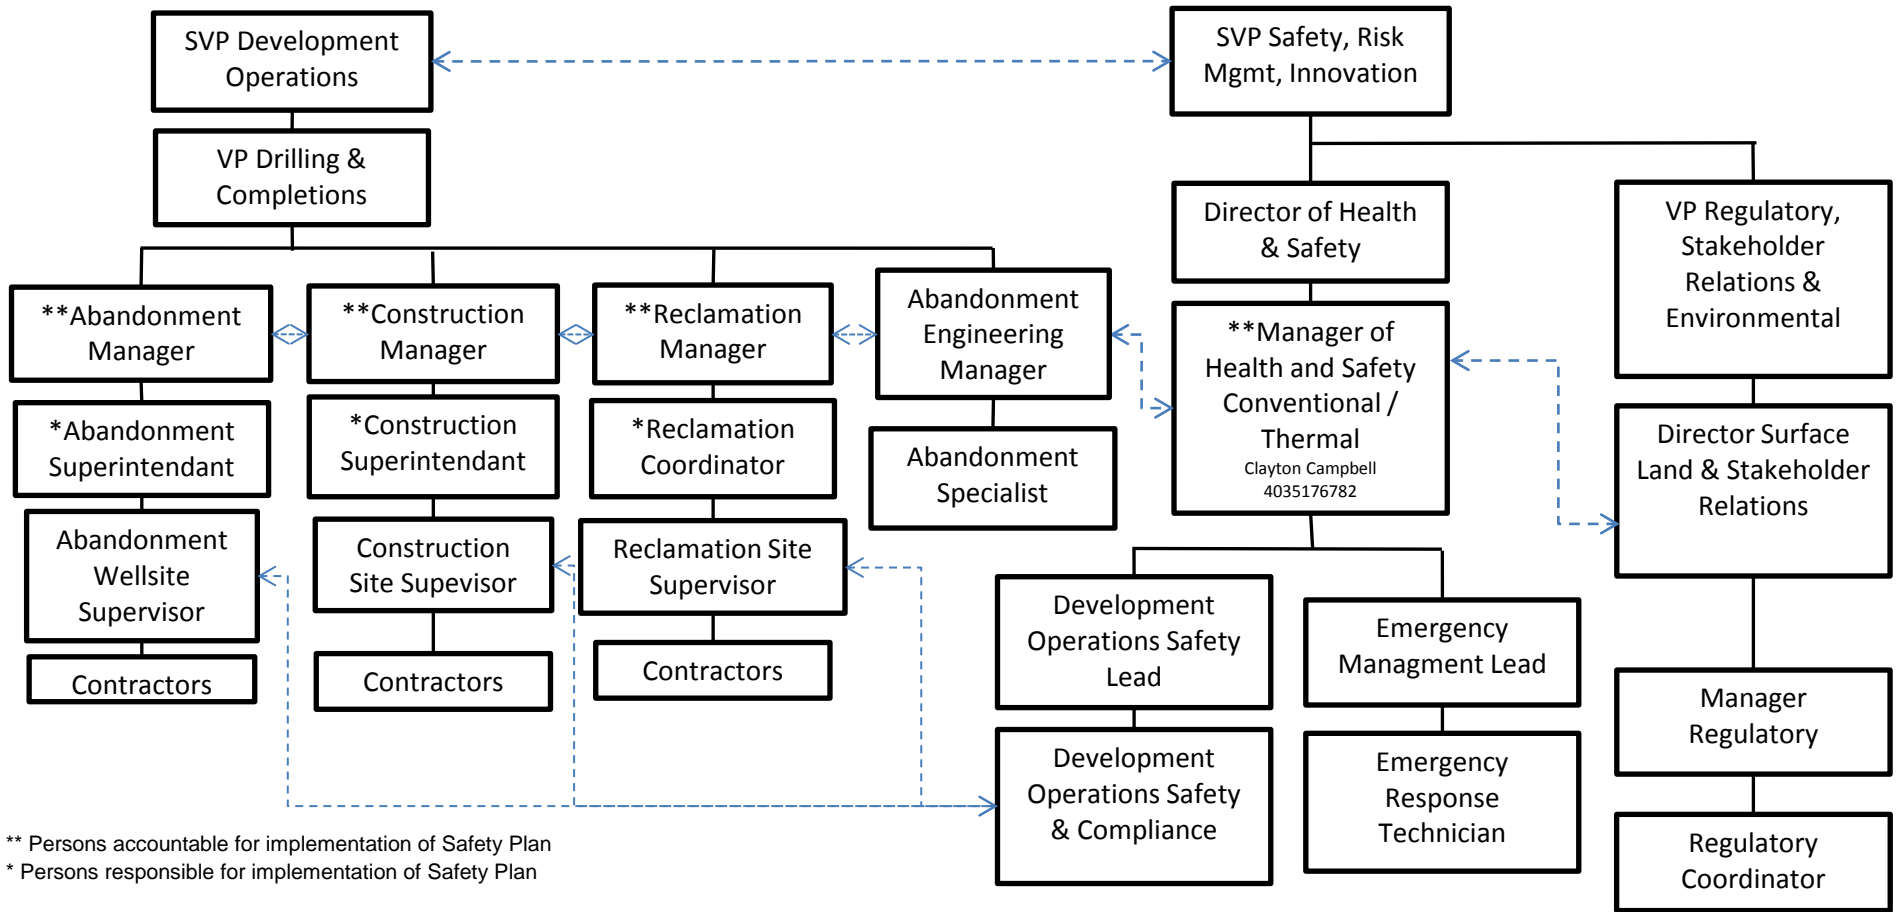 SVP Development
Operations
SVP Safety, Risk
Mgmt, Innovation
VP Drilling &
Completions
Director of Health
& Safety
VP Regulatory,
Stakeholder
Relations &
Environmental
**Abandonment
Manager
**Construction
Manager
**Reclamation
Manager
Abandonment
Engineering
Manager
**Manager of
Health and Safety
Conventional /
Thermal
Clayton Campbell
4035176782
*Abandonment
Superintendant
*Construction
Superintendant
*Reclamation
Coordinator
Abandonment
Specialist
Director Surface
Land & Stakeholder
Relations
Abandonment
Wellsite
Supervisor
Construction
Site Supevisor
Reclamation Site
Supervisor
Development
Operations Safety
Lead
Emergency
Managment Lead
Contractors
Contractors
Contractors
Manager
Regulatory
Development
Operations Safety
& Compliance
Emergency
Response
Technician
Regulatory
Coordinator
** Persons accountable for implementation of Safety Plan
* Persons responsible for implementation of Safety Plan